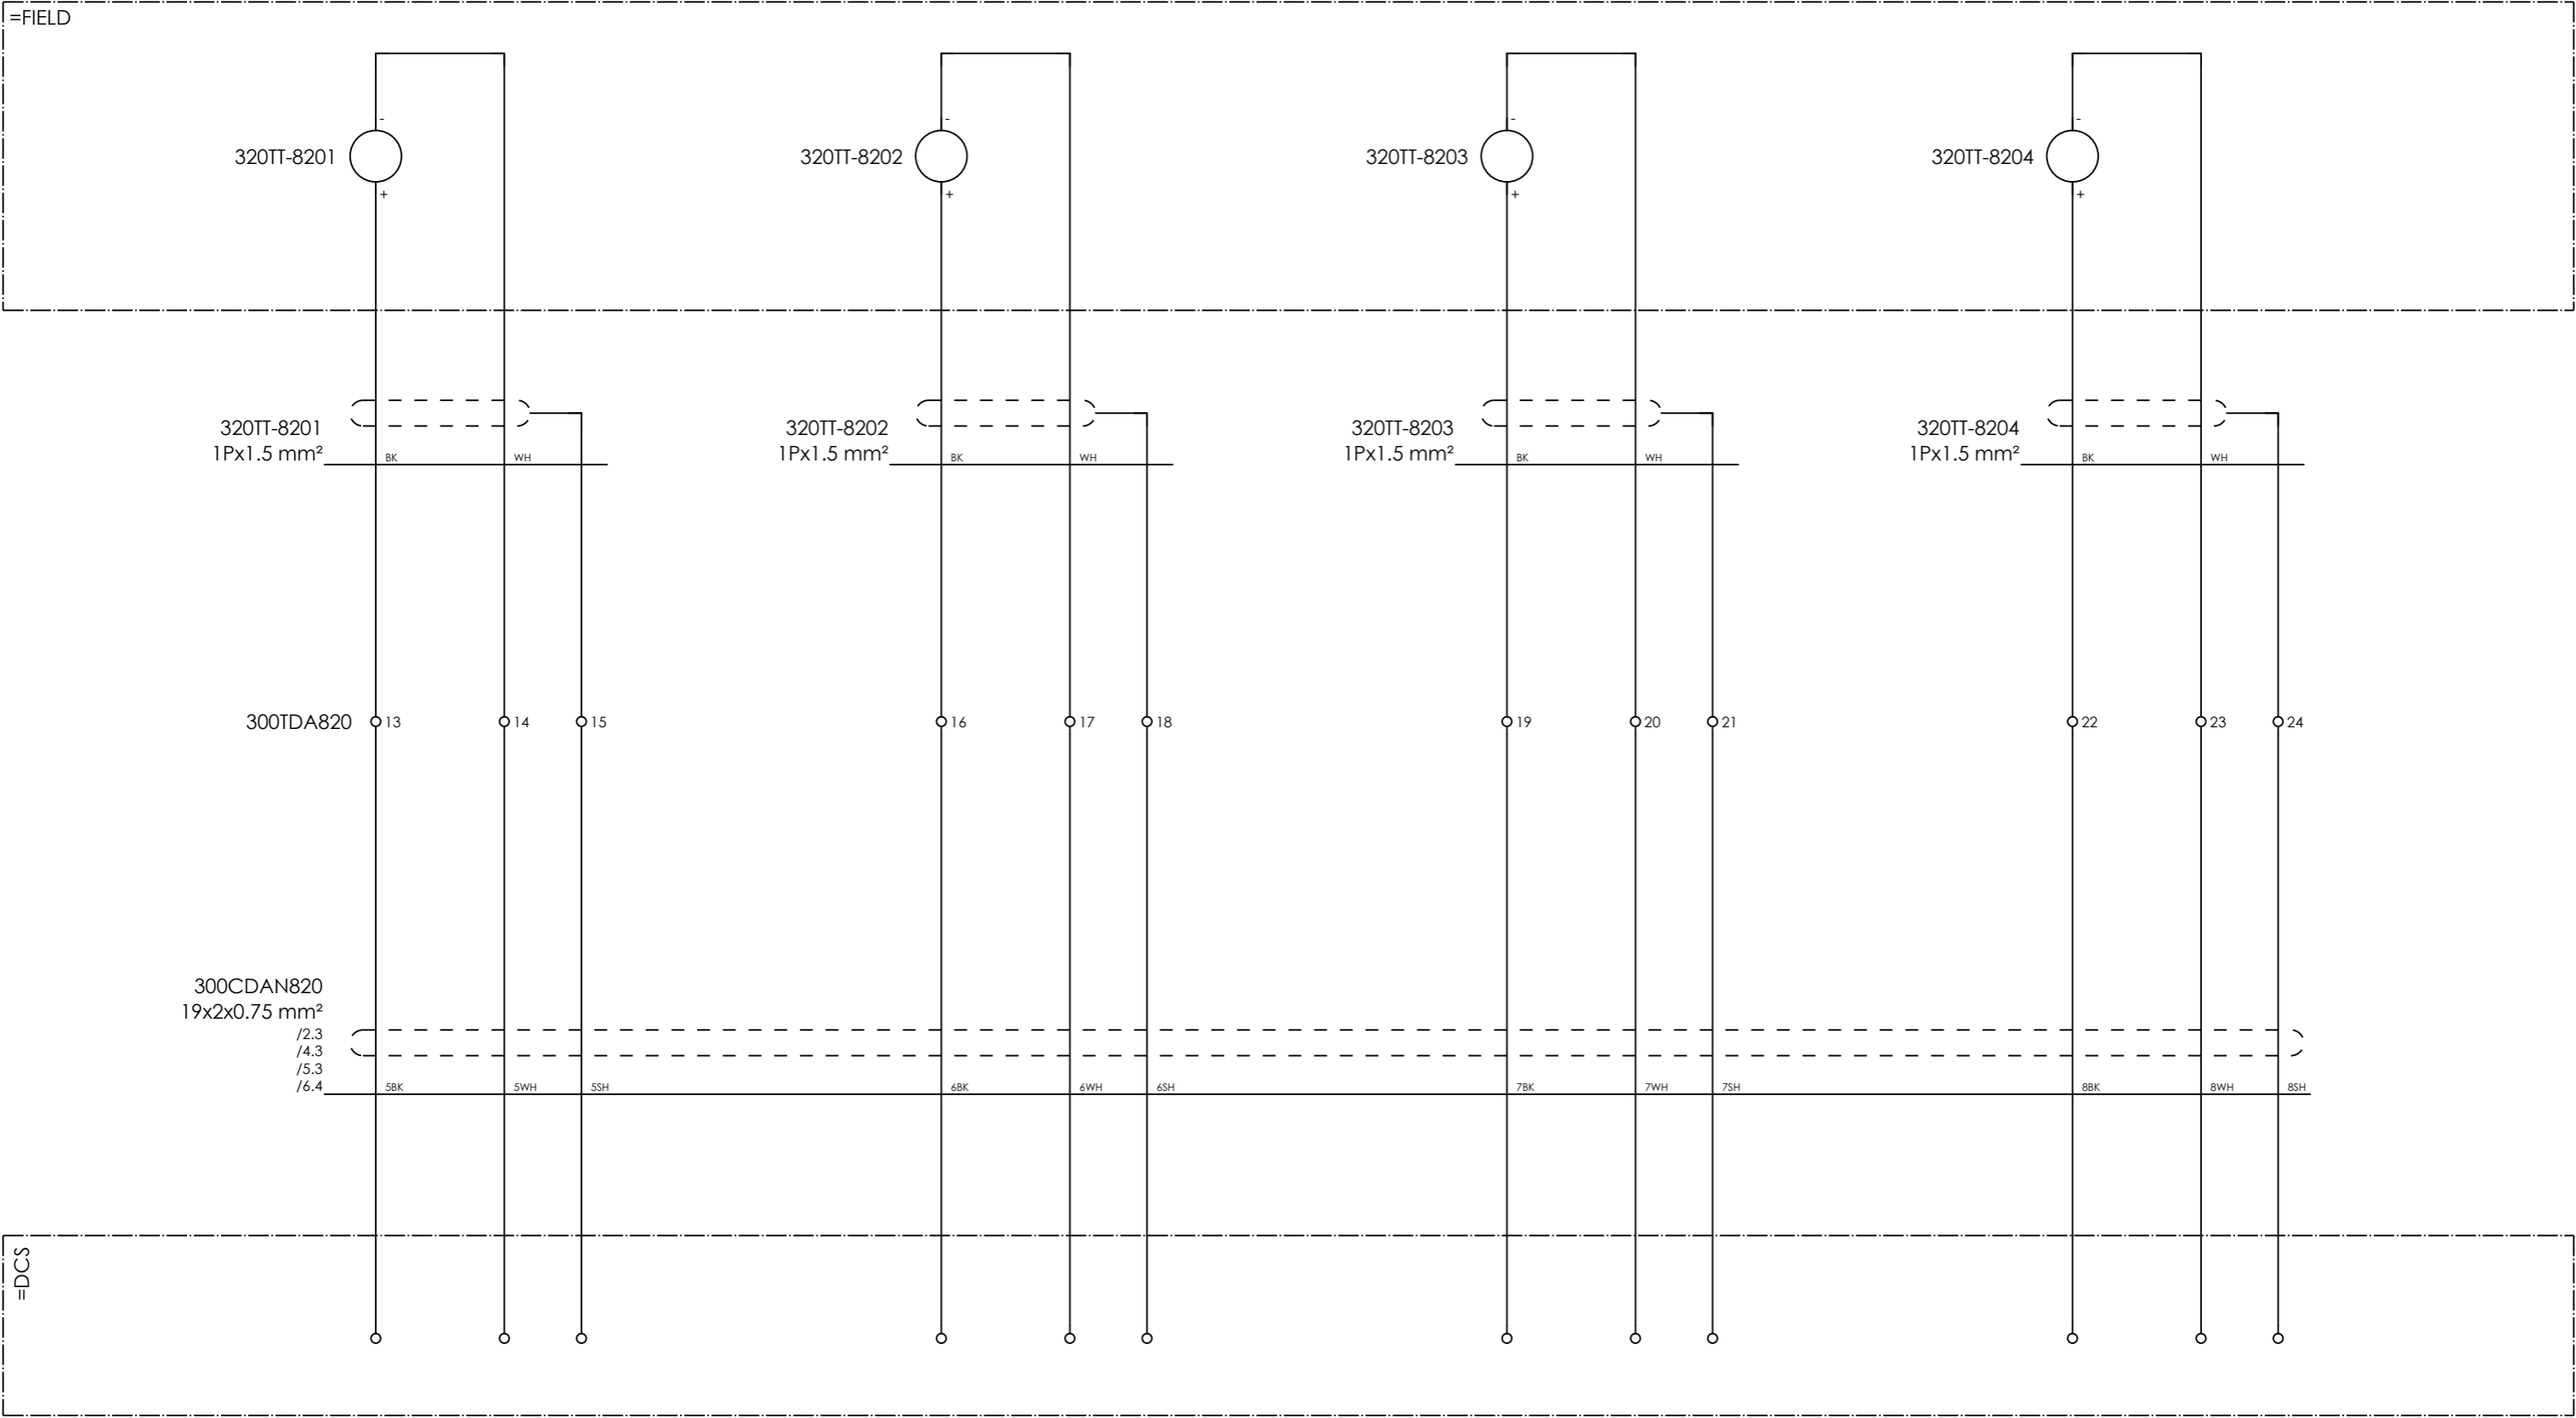 =FIELD
- - - -
320TT-8201 320TT-8202 320TT-8203 320TT-8204
+ + + +
320TT-8201 320TT-8202 320TT-8203 320TT-8204
1Px1.5 mm² BK WH 1Px1.5 mm² BK WH 1Px1.5 mm² BK WH 1Px1.5 mm² BK WH
300TDA820 13 14 15 16 17 18 19 20 21 22 23 24
300CDAN820
19x2x0.75 mm²
/2.3
/4.3
/5.3
/6.4 5BK 5WH 5SH 6BK 6WH 6SH 7BK 7WH 7SH 8BK 8WH 8SH
=DCS